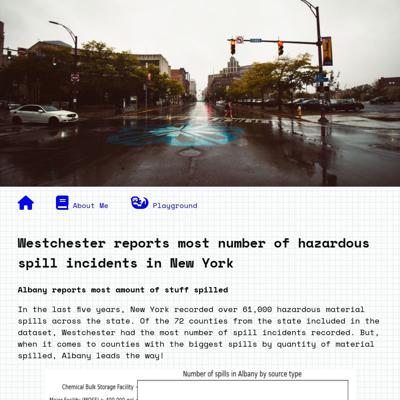 About Me
Playground
Westchester reports most number of hazardous
spill incidents in New York
Albany reports most amount of stuff spilled
In the last five years, New York recorded over 61,000 hazardous material
spills across the state. Of the 72 counties from the state included in the
dataset, Westchester had the most number of spill incidents recorded. But,
when it comes to counties with the biggest spills by quantity of material
spilled, Albany leads the way!
Number of spills in Albany by source type
Chemical Bulk Storage Facility